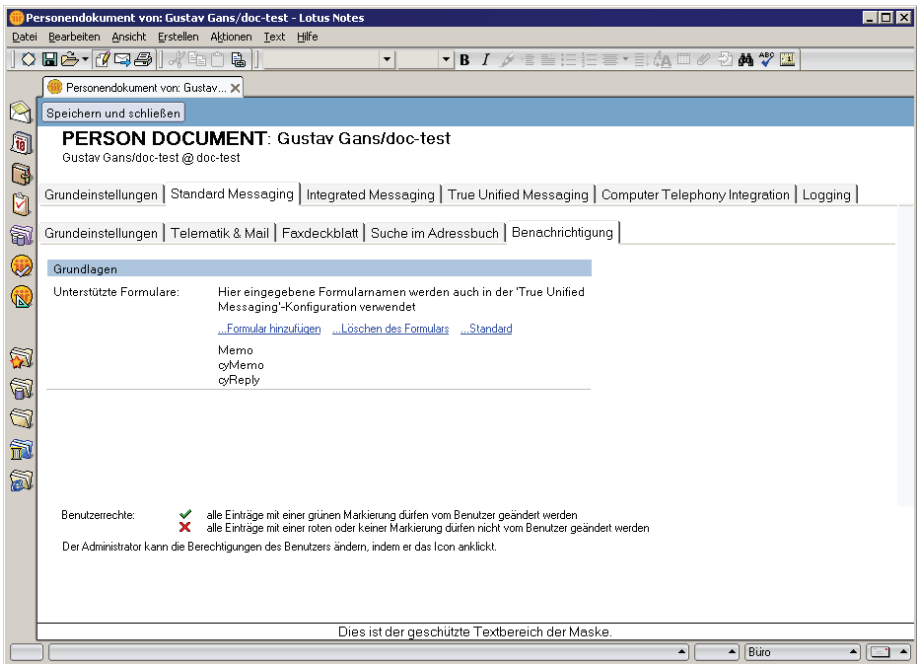 Personendokument von: Gustav Gans/doc-test - Lotus Notes
Datei Bearbeiten Ansicht Erstellen Aktionen Text Hilfe
B I
Personendokument von: Gustav...
Speichern und schließen
PERSON DOCUMENT: Gustav Gans/doc-test
Gustav Gans/doc-test @ doc-test
Grundeinstellungen Standard Messaging Integrated Messaging True Unified Messaging Computer Telephony Integration Logging
Grundeinstellungen Telematik & Mail Faxdeckblatt Suche im Adressbuch Benachrichtigung
Grundlagen
Unterstützte Formulare: Hier eingegebene Formularnamen werden auch in der 'True Unified
Messaging'-Konfiguration verwendet
...Formular hinzufügen ...Löschen des Formulars ...Standard
Memo
cyMemo
cyReply
Benutzerrechte: alle Einträge mit einer grünen Markierung dürfen vom Benutzer geändert werden
alle Einträge mit einer roten oder keiner Markierung dürfen nicht vom Benutzer geändert werden
Der Administrator kann die Berechtigungen des Benutzers ändern, indem er das Icon anklickt.
Dies ist der geschützte Textbereich der Maske.
Büro